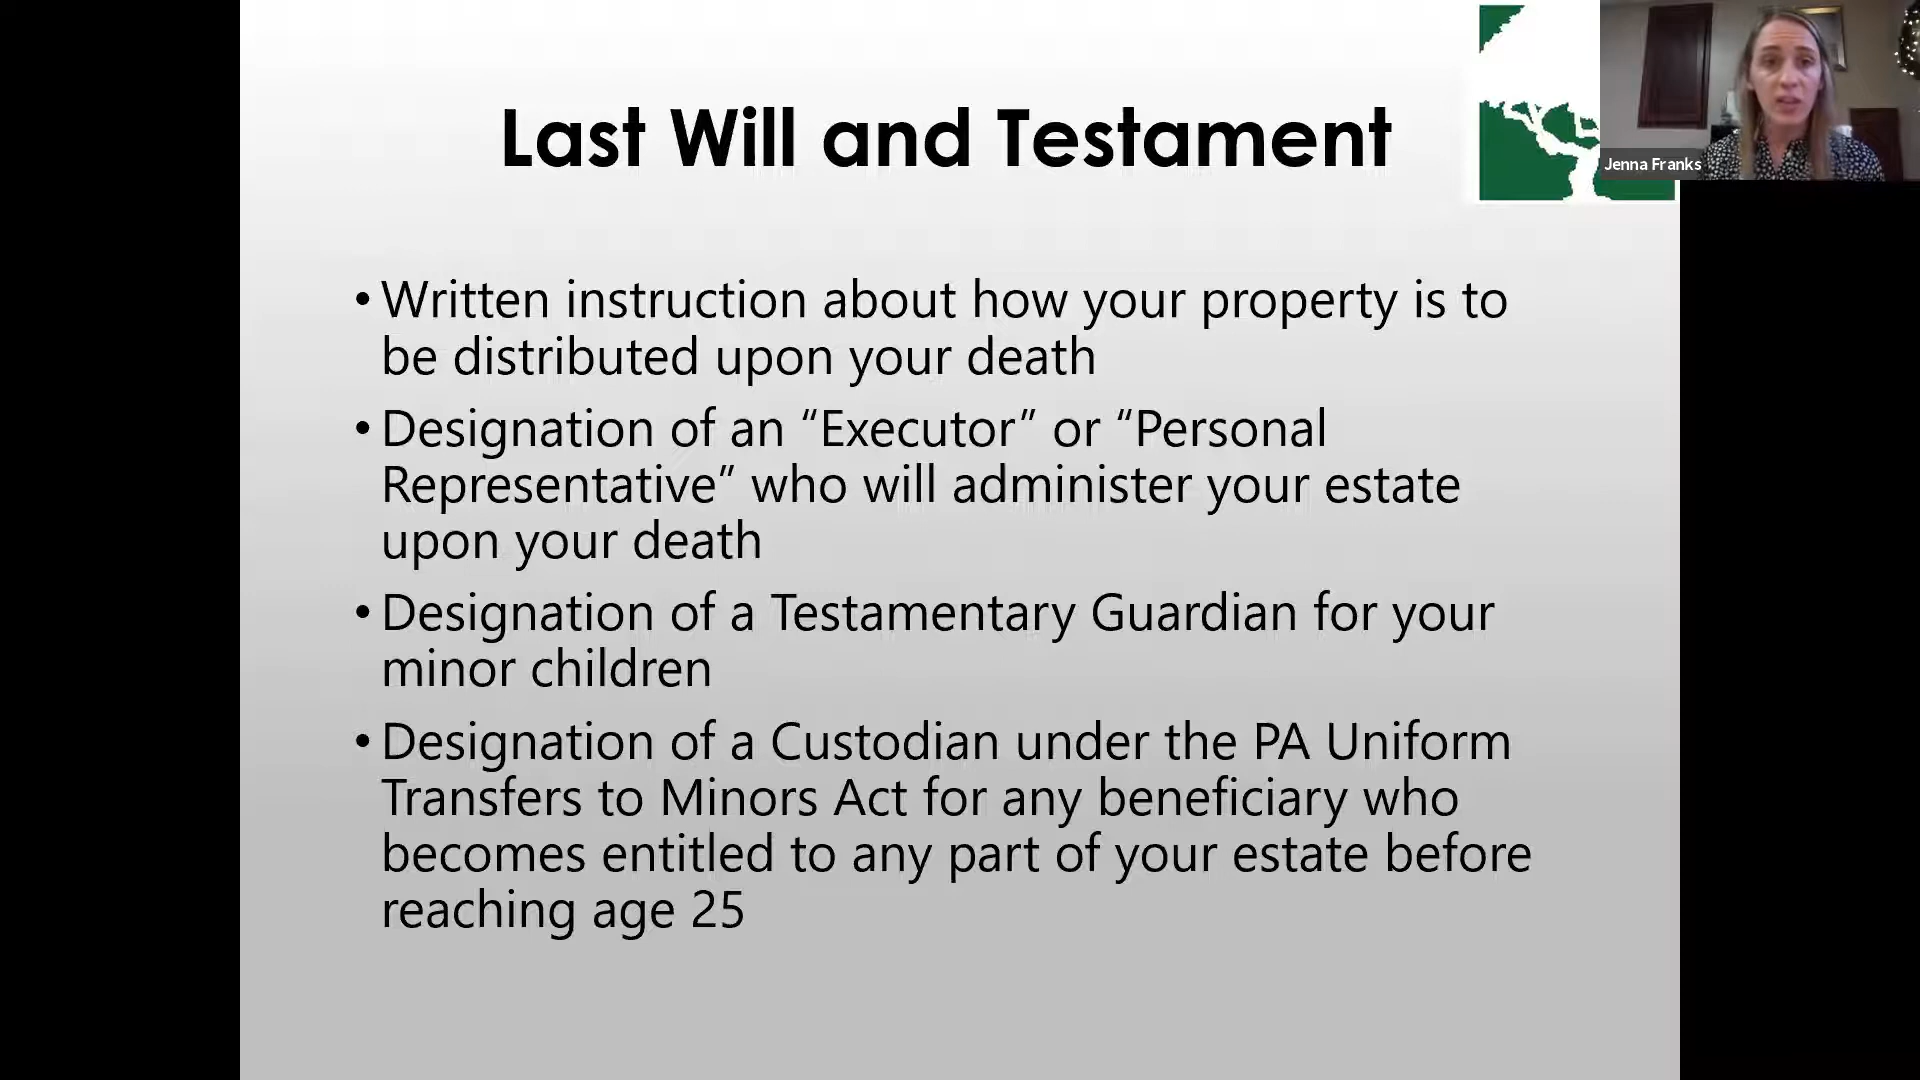 Last Will and Testament
Jenna Franks
• Written instruction about how your property is to
be distributed upon your death
• Designation of an “Executor” or “Personal
Representative” who will administer your estate
upon your death
• Designation of a Testamentary Guardian for your
minor children
• Designation of a Custodian under the PA Uniform
Transfers to Minors Act for any beneficiary who
becomes entitled to any part of your estate before
reaching age 25